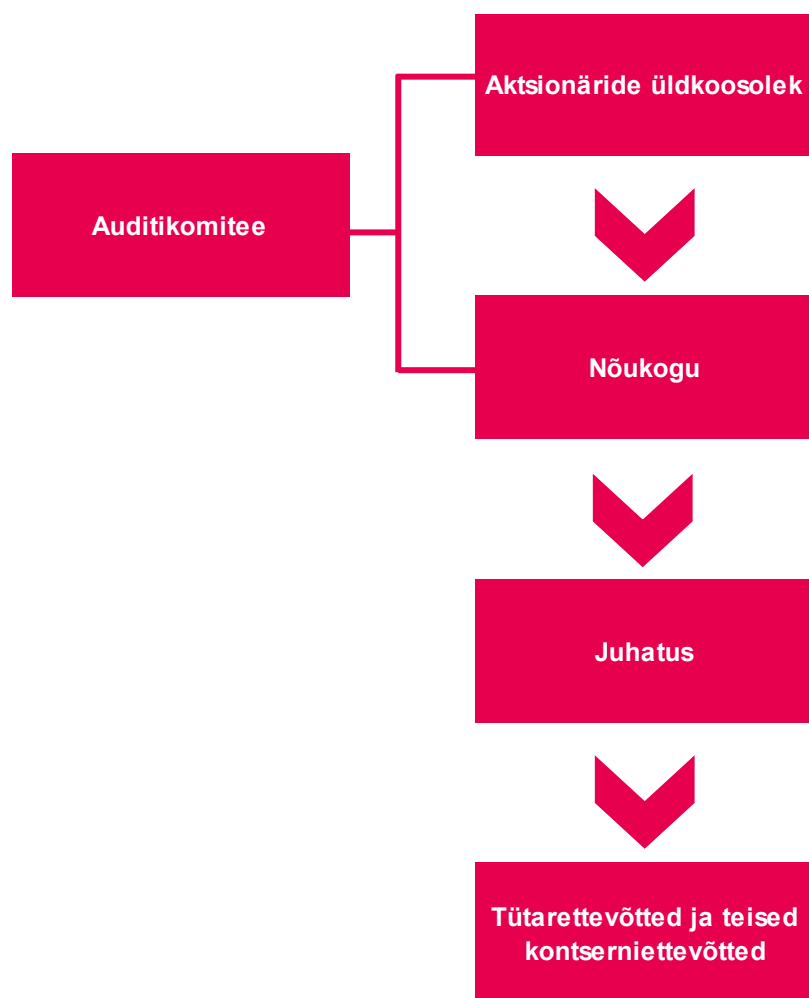 Aktsionäride üldkoosolek
Auditikomitee
Nõukogu
Juhatus
Tütarettevõtted ja teised
kontserniettevõtted